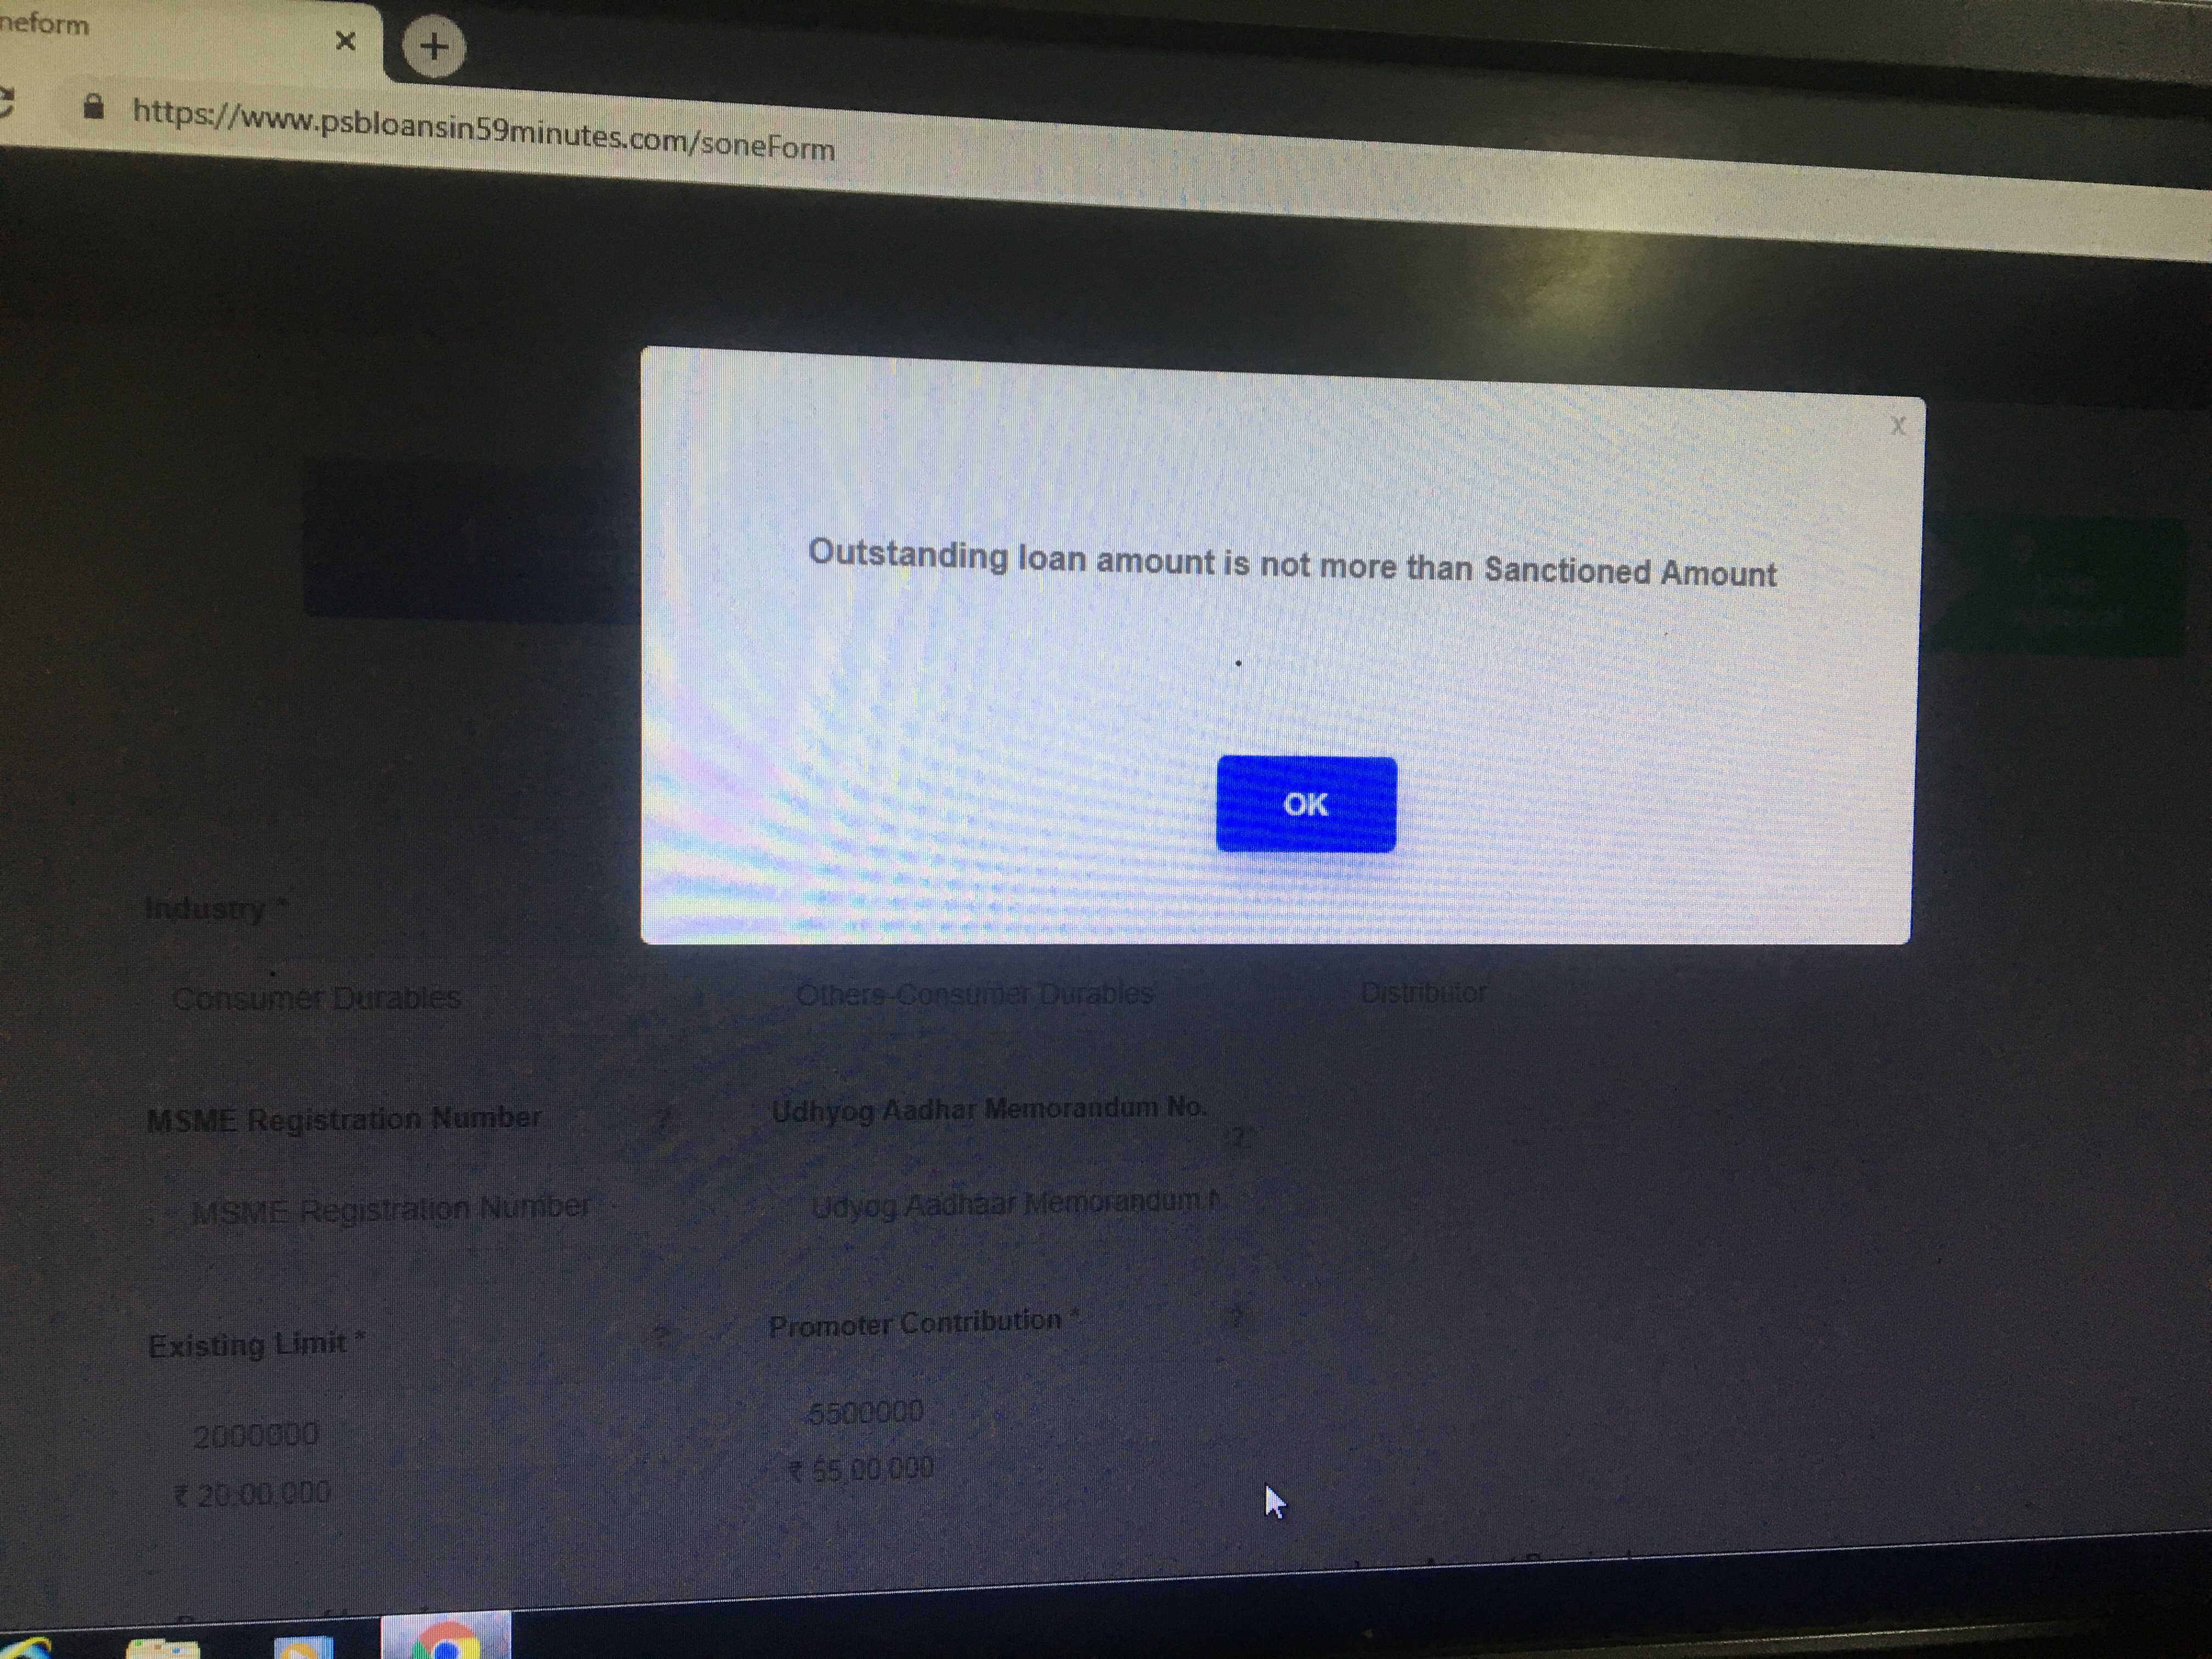 neform
https://www.psbloansin59minutes.com/soneForm
X
Outstanding loan amount is not more than Sanctioned Amount
OK
Industry *
Consumer Durables
Others-Consumer Durables
Distributor
MSME Registration Number ?
Udhyog Aadhar Memorandum No. ?
MSME Registration Number
Udyog Aadhaar Memorandum N
Existing Limit * ?
Promoter Contribution * ?
2000000
5500000
₹ 20,00,000
₹ 55,00,000